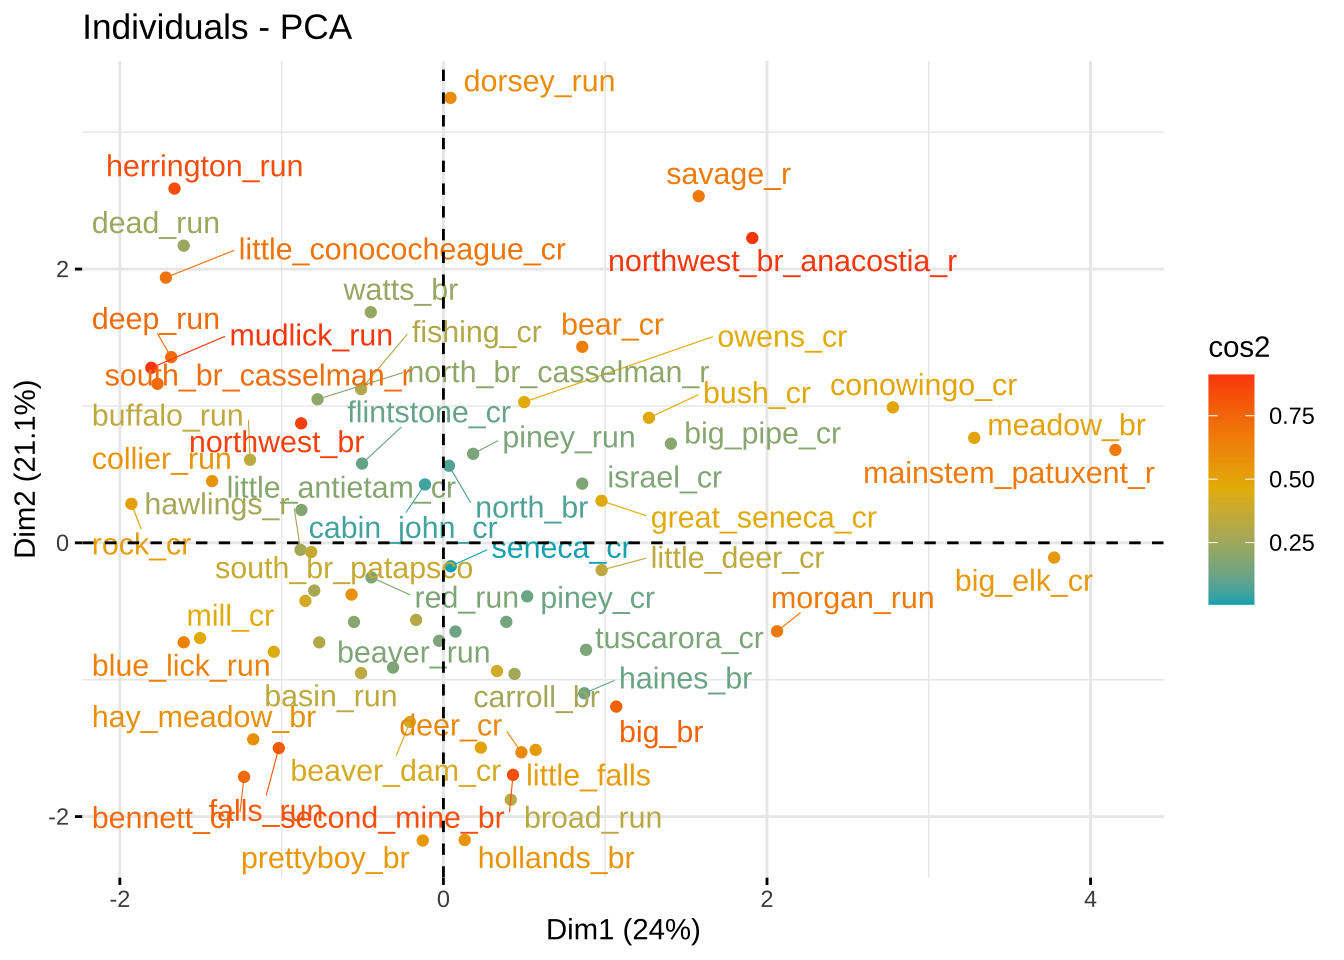 Individuals - PCA
dorsey_run
herrington_run
savage_r
dead_run
little_conococheague_cr
northwest_br_anacostia_r
2
watts_br
deep_run
mudlick_run
fishing_cr
bear_cr
owens_cr
cos2
south_br_casselman_r
north_br_casselman_r
bush_cr
conowingo_cr
buffalo_run
flintstone_cr
0.75
northwest_br
piney_run
big_pipe_cr
meadow_br
collier_run
mainstem_patuxent_r
little_antietam_cr
israel_cr
0.50
hawlings_r
north_br
great_seneca_cr
cabin_john_cr
Dim2 (21.1%)
0
rock_cr
seneca_cr
little_deer_cr
0.25
south_br_patapsco
big_elk_cr
red_run
piney_cr
morgan_run
mill_cr
tuscarora_cr
beaver_run
blue_lick_run
haines_br
basin_run
carroll_br
hay_meadow_br
deer_cr
big_br
beaver_dam_cr
little_falls
falls_run
-2
bennett_cr
second_mine_br
broad_run
prettyboy_br
hollands_br
-2
0
2
4
Dim1 (24%)